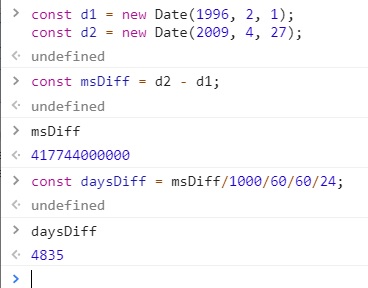 const d1 = new Date(1996, 2, 1);
const d2 = new Date(2009, 4, 27);
undefined
const msDiff = d2 - d1;
undefined
msDiff
417744000000
const daysDiff = msDiff/1000/60/60/24;
undefined
daysDiff
4835